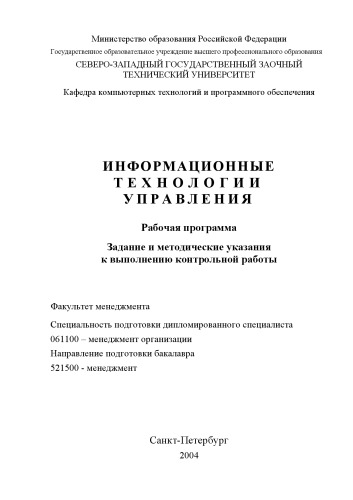 Министерство образования Российской Федерации
Государственное образовательное учреждение высшего профессионального образования
СЕВЕРО-ЗАПАДНЫЙ ГОСУДАРСТВЕННЫЙ ЗАОЧНЫЙ
ТЕХНИЧЕСКИЙ УНИВЕРСИТЕТ
Кафедра компьютерных технологий и программного обеспечения
ИНФОРМАЦИОННЫЕ
ТЕХНОЛОГИИ
УПРАВЛЕНИЯ
Рабочая программа
Задание и методические указания
к выполнению контрольной работы
Факультет менеджмента
Специальность подготовки дипломированного специалиста
061100 – менеджмент организации
Направление подготовки бакалавра
521500 - менеджмент
Санкт-Петербург
2004